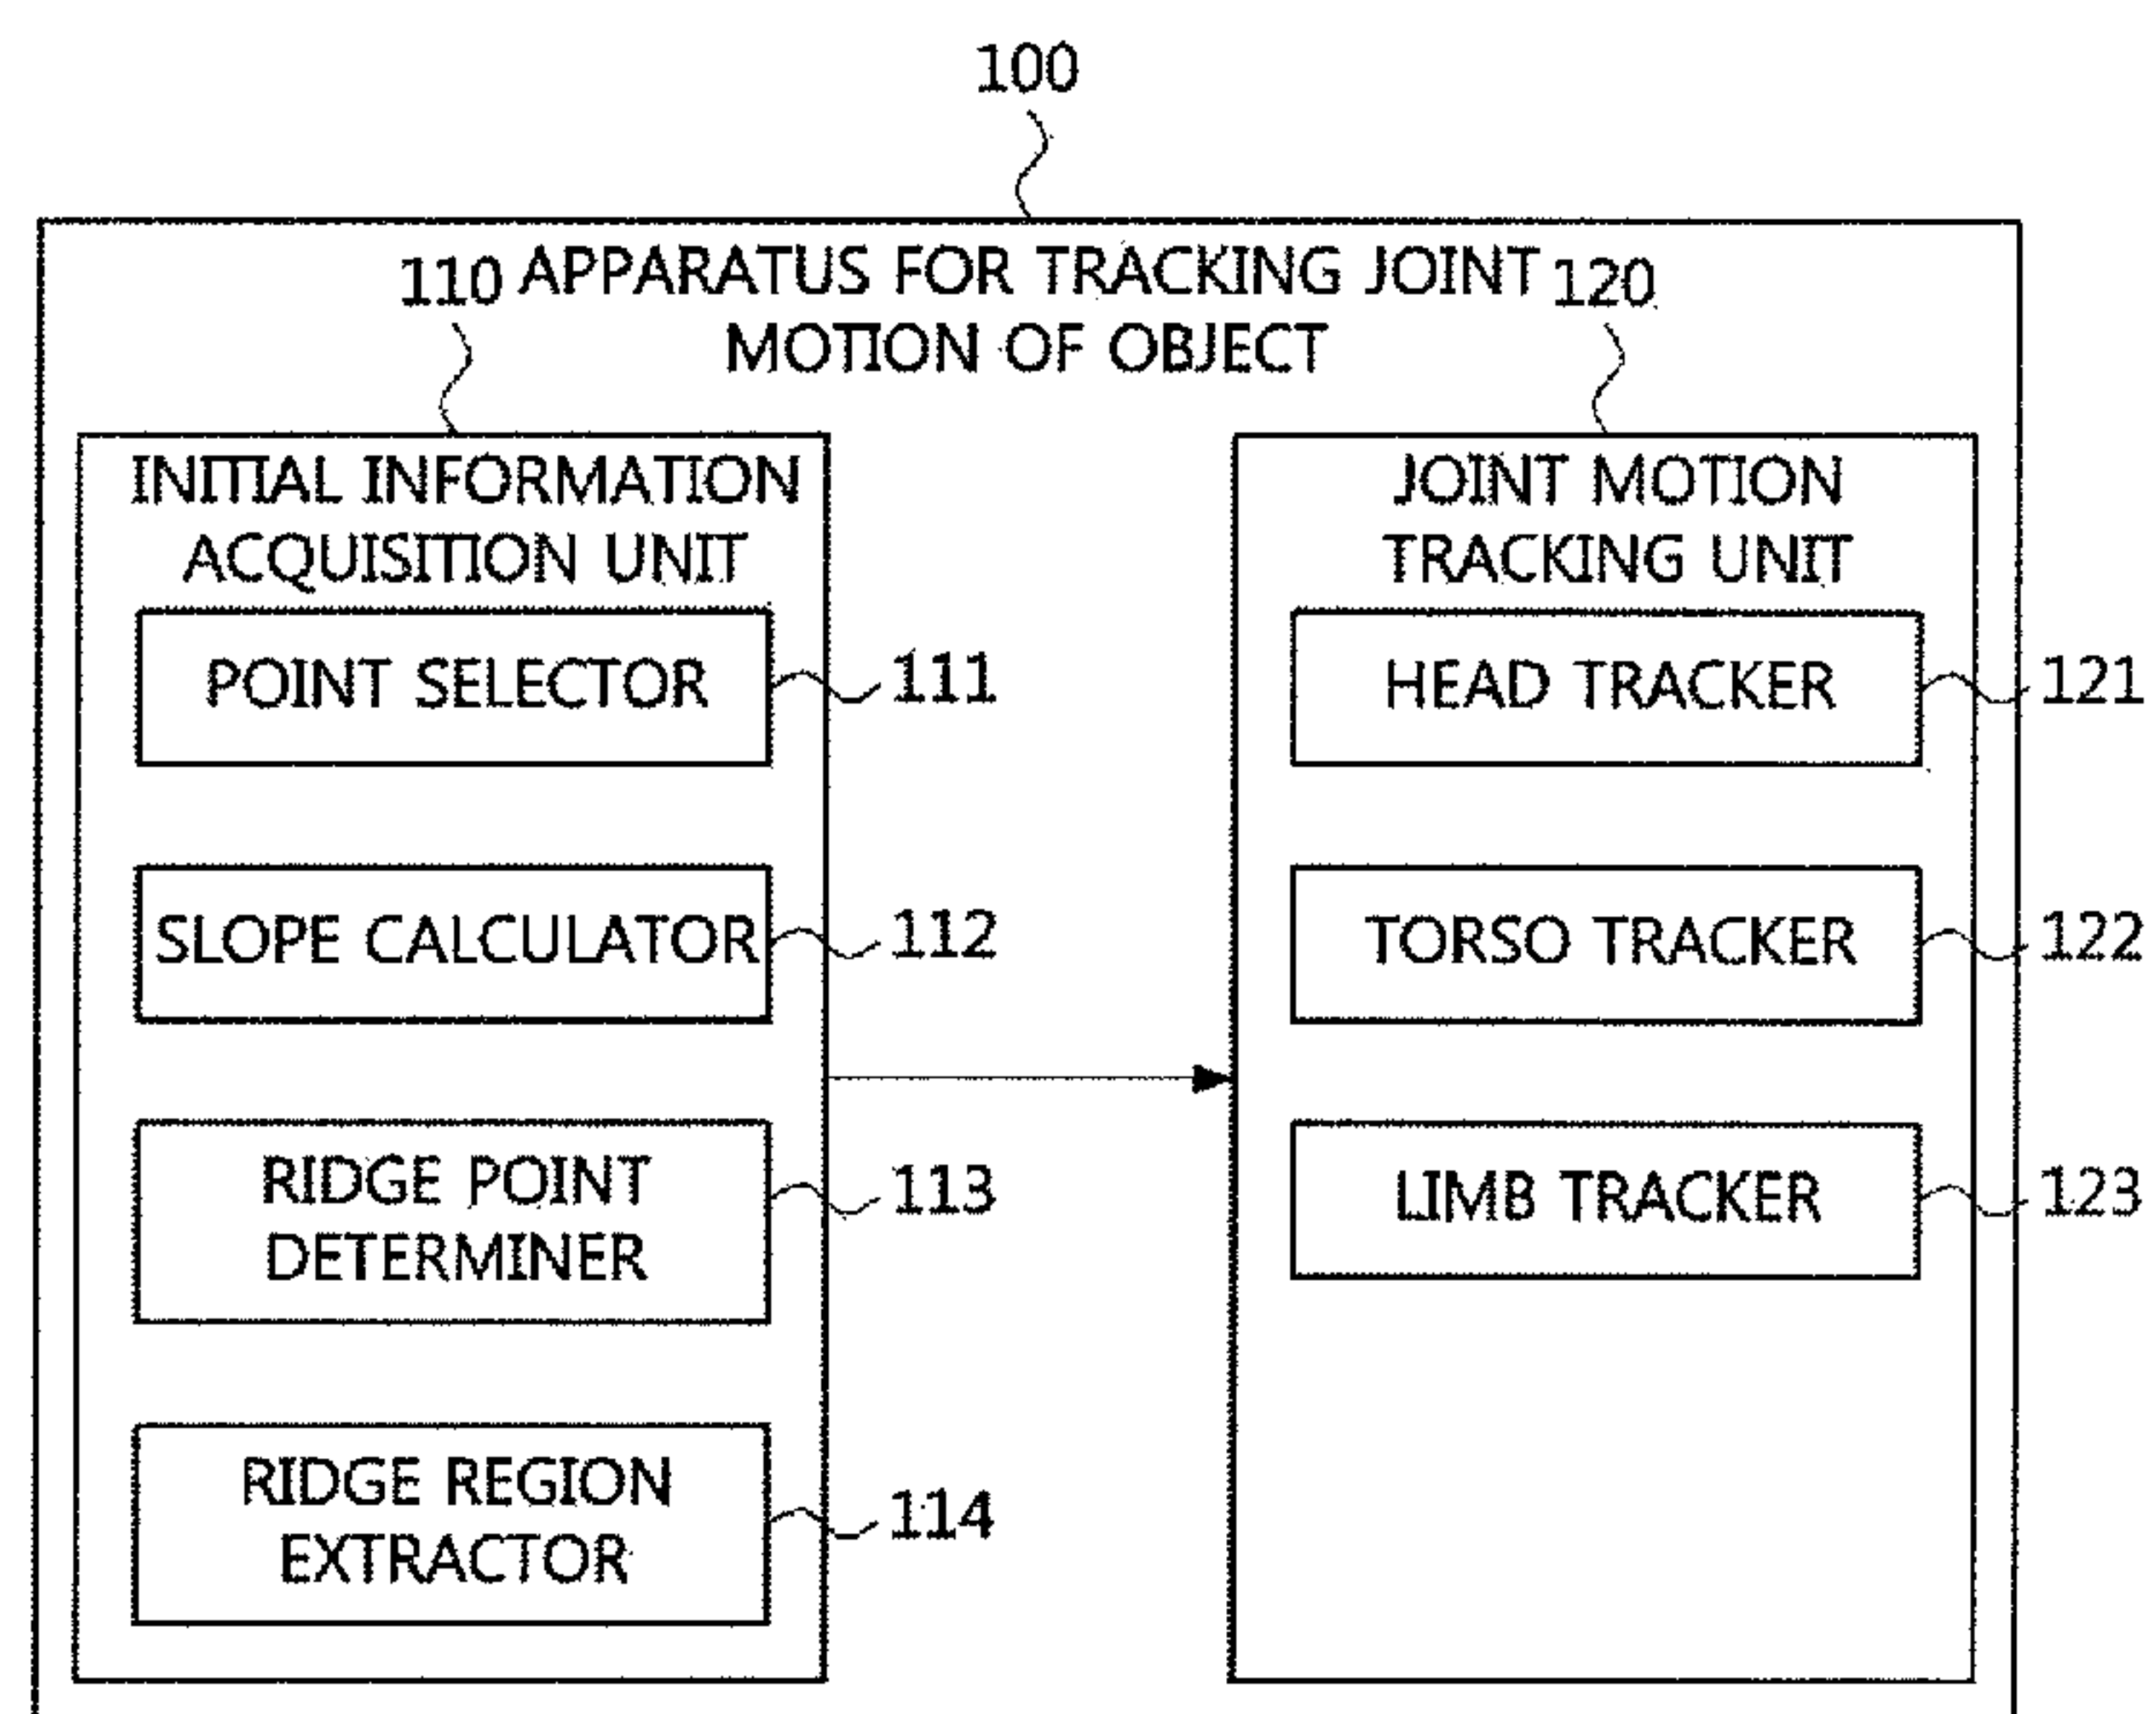 100
APPARATUS FOR TRACKING JOINT
MOTION OF OBJECT
110
120
INITIAL INFORMATION
ACQUISITION UNIT
POINT SELECTOR
111
SLOPE CALCULATOR
112
RIDGE POINT
DETERMINER
113
RIDGE REGION
EXTRACTOR
114
JOINT MOTION
TRACKING UNIT
HEAD TRACKER
121
TORSO TRACKER
122
LIMB TRACKER
123